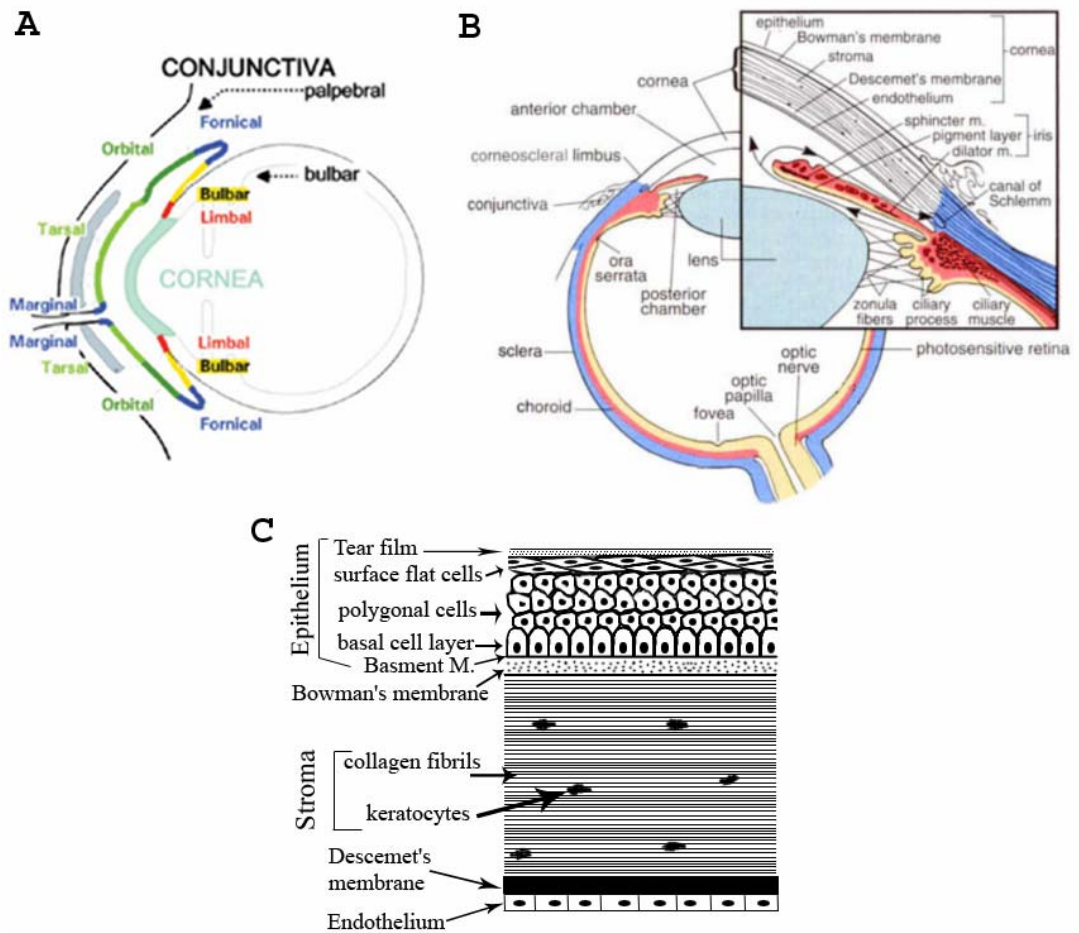 A
CONJUNCTIVA
palpebral
Fornical
Orbital
bulbar
Bulbar
Limbal
Tarsal
CORNEA
Marginal
Marginal
Limbal
Tarsal
Bulbar
Orbital
Fornical
B
epithelium
Bowman's membrane
cornea
stroma
Descemet's membrane
endothelium
sphincter m.
pigment layer
iris
dilator m.
canal of
Schlemm
cornea
anterior chamber
corneoscleral limbus
conjunctiva
ora
serrata
lens
posterior
chamber
zonula
fibers
ciliary
process
ciliary
muscle
sclera
choroid
photosensitive retina
optic
nerve
optic
papilla
fovea
C
Epithelium
Tear film
surface flat cells
polygonal cells
basal cell layer
Basment M.
Bowman's membrane
Stroma
collagen fibrils
keratocytes
Descemet's
membrane
Endothelium